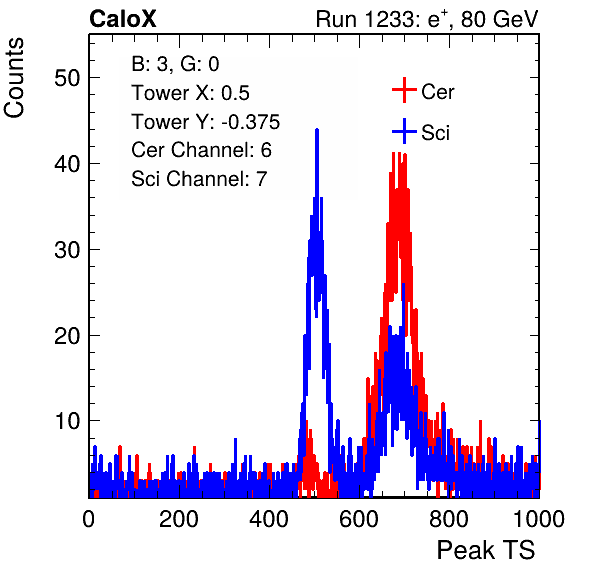 CaloX Run 1233: e⁺, 80 GeV
B: 3, G: 0
Tower X: 0.5
Tower Y: -0.375
Cer Channel: 6
Sci Channel: 7
Cer
Sci
Counts
50
40
30
20
10
0 200 400 600 800 1000
Peak TS